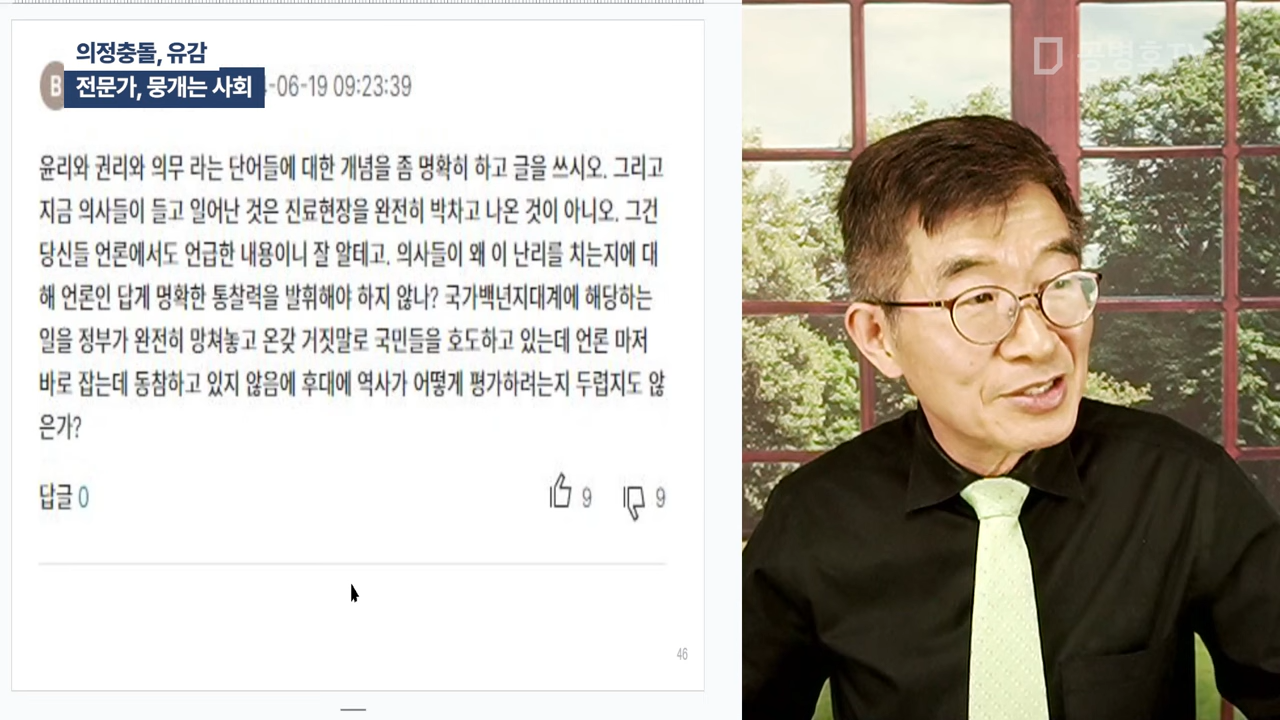 의정충돌, 유감
전문가, 뭉개는 사회
B
-06-19 09:23:39
윤리와 권리와 의무 라는 단어들에 대한 개념을 좀 명확히 하고 글을 쓰시오. 그리고
지금 의사들이 들고 일어난 것은 진료현장을 완전히 박차고 나온 것이 아니오. 그건
당신들 언론에서도 언급한 내용이니 잘 알테고. 의사들이 왜 이 난리를 치는지에 대
해 언론인 답게 명확한 통찰력을 발휘해야 하지 않나? 국가백년지대계에 해당하는
일을 정부가 완전히 망쳐놓고 온갖 거짓말로 국민들을 호도하고 있는데 언론 마저
바로 잡는데 동참하고 있지 않음에 후대에 역사가 어떻게 평가하려는지 두렵지도 않
은가?
답글 0
9
9
46
공병호TV